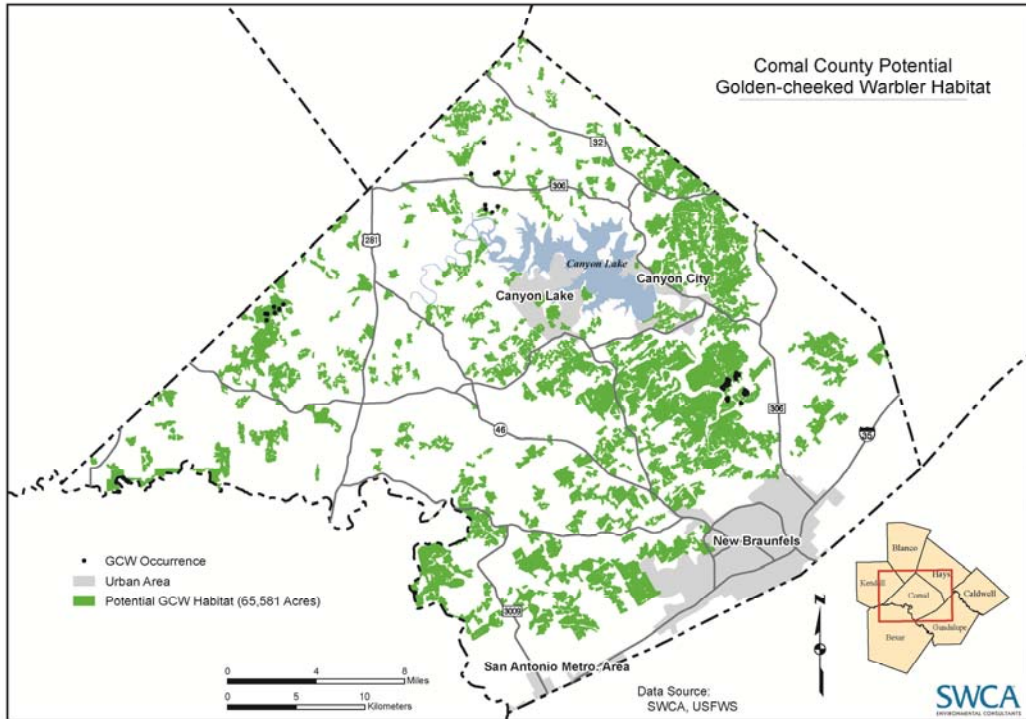 Comal County Potential
Golden-cheeked Warbler Habitat
32
306
281
Canyon Lake
Canyon City
Canyon Lake
46
306
35
New Braunfels
3009
San Antonio Metro. Area
GCW Occurrence
Urban Area
Potential GCW Habitat (65,581 Acres)
0 4 8
Miles
0 5 10
Kilometers
Data Source:
SWCA, USFWS
N
Blanco
Hays
Kendall
Comal
Caldwell
Guadalupe
Bexar
SWCA
ENVIRONMENTAL CONSULTANTS